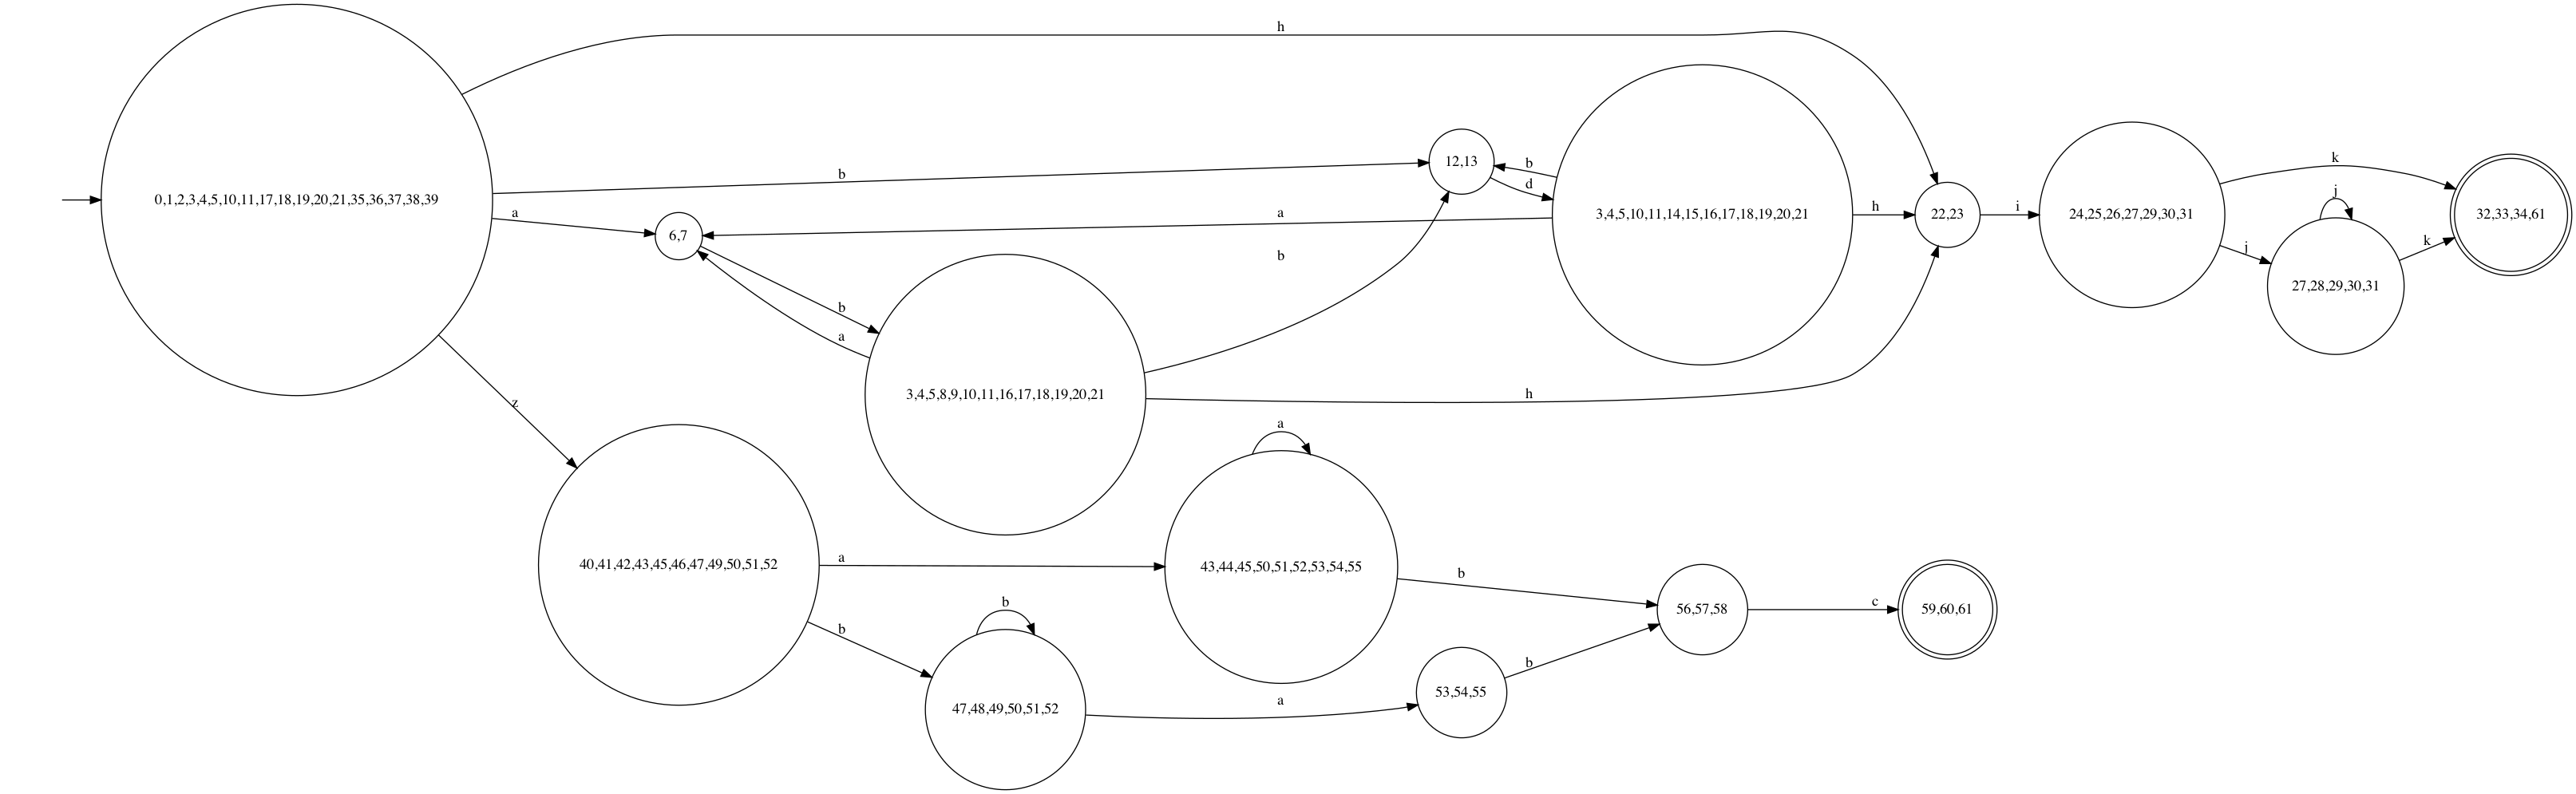 h
0,1,2,3,4,5,10,11,17,18,19,20,21,35,36,37,38,39
b
a
z
6,7
b
a
12,13
b
d
a
b
3,4,5,10,11,14,15,16,17,18,19,20,21
h
22,23
i
24,25,26,27,29,30,31
k
j
j
27,28,29,30,31
k
32,33,34,61
3,4,5,8,9,10,11,16,17,18,19,20,21
h
40,41,42,43,45,46,47,49,50,51,52
a
b
a
43,44,45,50,51,52,53,54,55
b
b
47,48,49,50,51,52
a
53,54,55
b
56,57,58
c
59,60,61